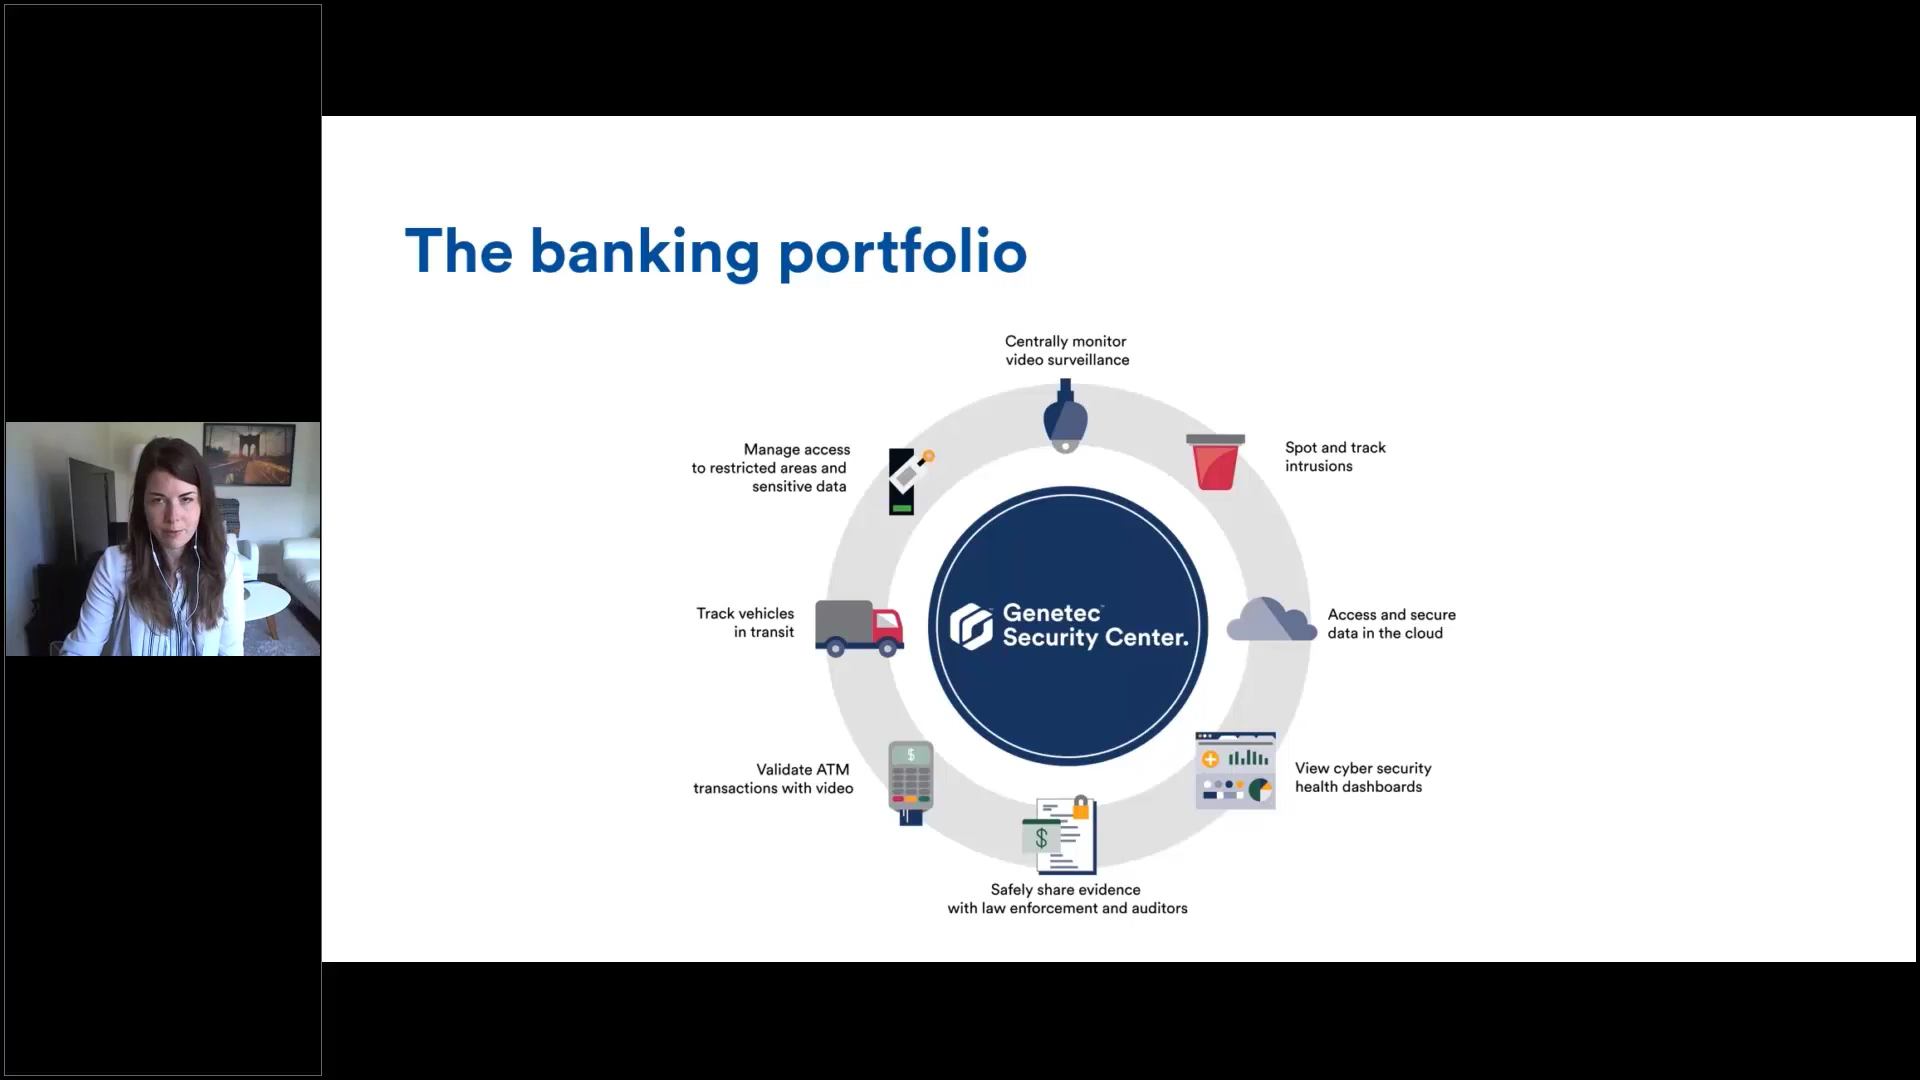 The banking portfolio
Centrally monitor
video surveillance
Spot and track
intrusions
Access and secure
data in the cloud
View cyber security
health dashboards
Safely share evidence
with law enforcement and auditors
Validate ATM
transactions with video
Track vehicles
in transit
Manage access
to restricted areas and
sensitive data
Genetec™
Security Center.
$
$